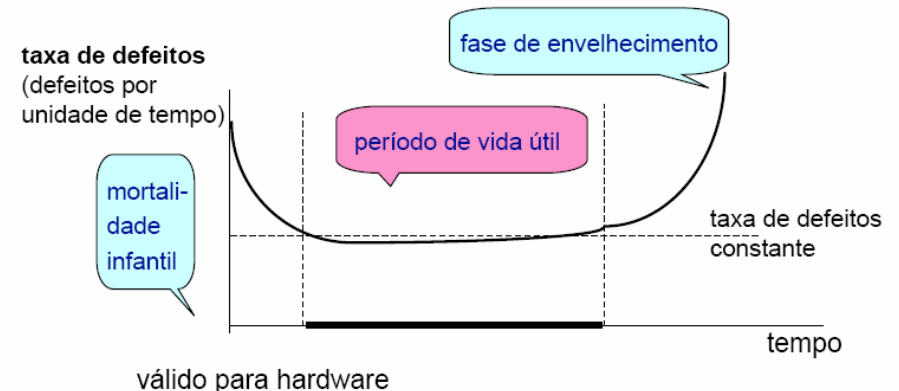 taxa de defeitos
(defeitos por
unidade de tempo)
fase de envelhecimento
período de vida útil
mortali-
dade
infantil
taxa de defeitos
constante
tempo
válido para hardware